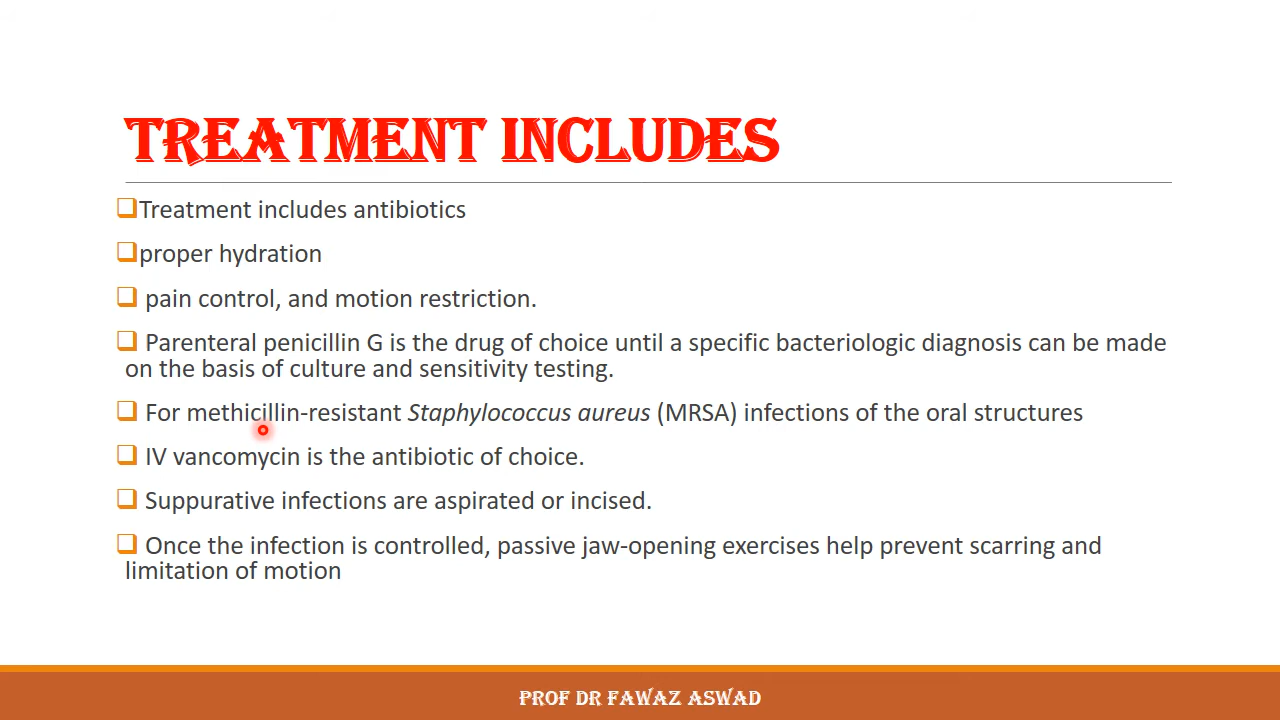 TREATMENT INCLUDES
❑Treatment includes antibiotics
❑proper hydration
❑ pain control, and motion restriction.
❑ Parenteral penicillin G is the drug of choice until a specific bacteriologic diagnosis can be made
on the basis of culture and sensitivity testing.
❑ For methicillin-resistant Staphylococcus aureus (MRSA) infections of the oral structures
❑ IV vancomycin is the antibiotic of choice.
❑ Suppurative infections are aspirated or incised.
❑ Once the infection is controlled, passive jaw-opening exercises help prevent scarring and
limitation of motion
PROF DR FAWAZ ASWAD